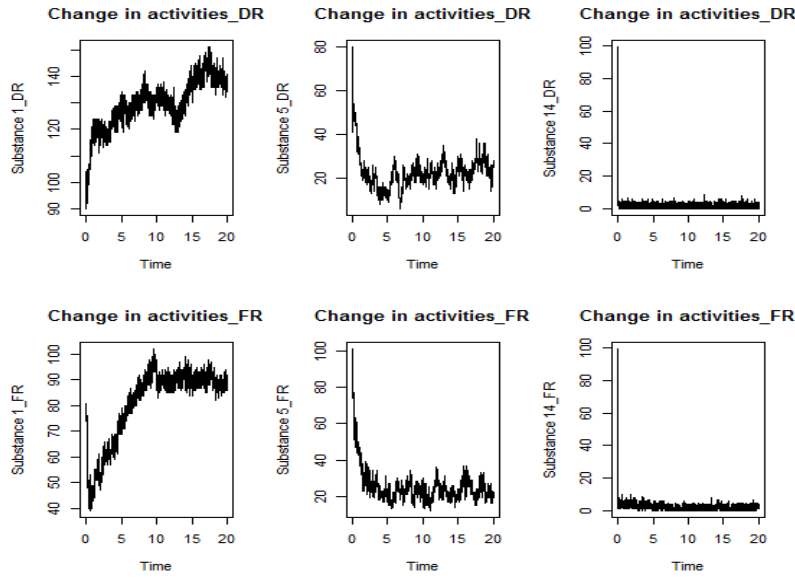 Change in activities_DR
Change in activities_DR
Change in activities_DR
Substance 1_DR
90 100 120 140
0 5 10 15 20
Time
Substance 5_DR
20 40 60 80
0 5 10 15 20
Time
Substance 14_DR
0 20 40 60 80 100
0 5 10 15 20
Time
Change in activities_FR
Change in activities_FR
Change in activities_FR
Substance 1_FR
40 50 60 70 80 90 100
0 5 10 15 20
Time
Substance 5_FR
20 40 60 80 100
0 5 10 15 20
Time
Substance 14_FR
0 20 40 60 80 100
0 5 10 15 20
Time